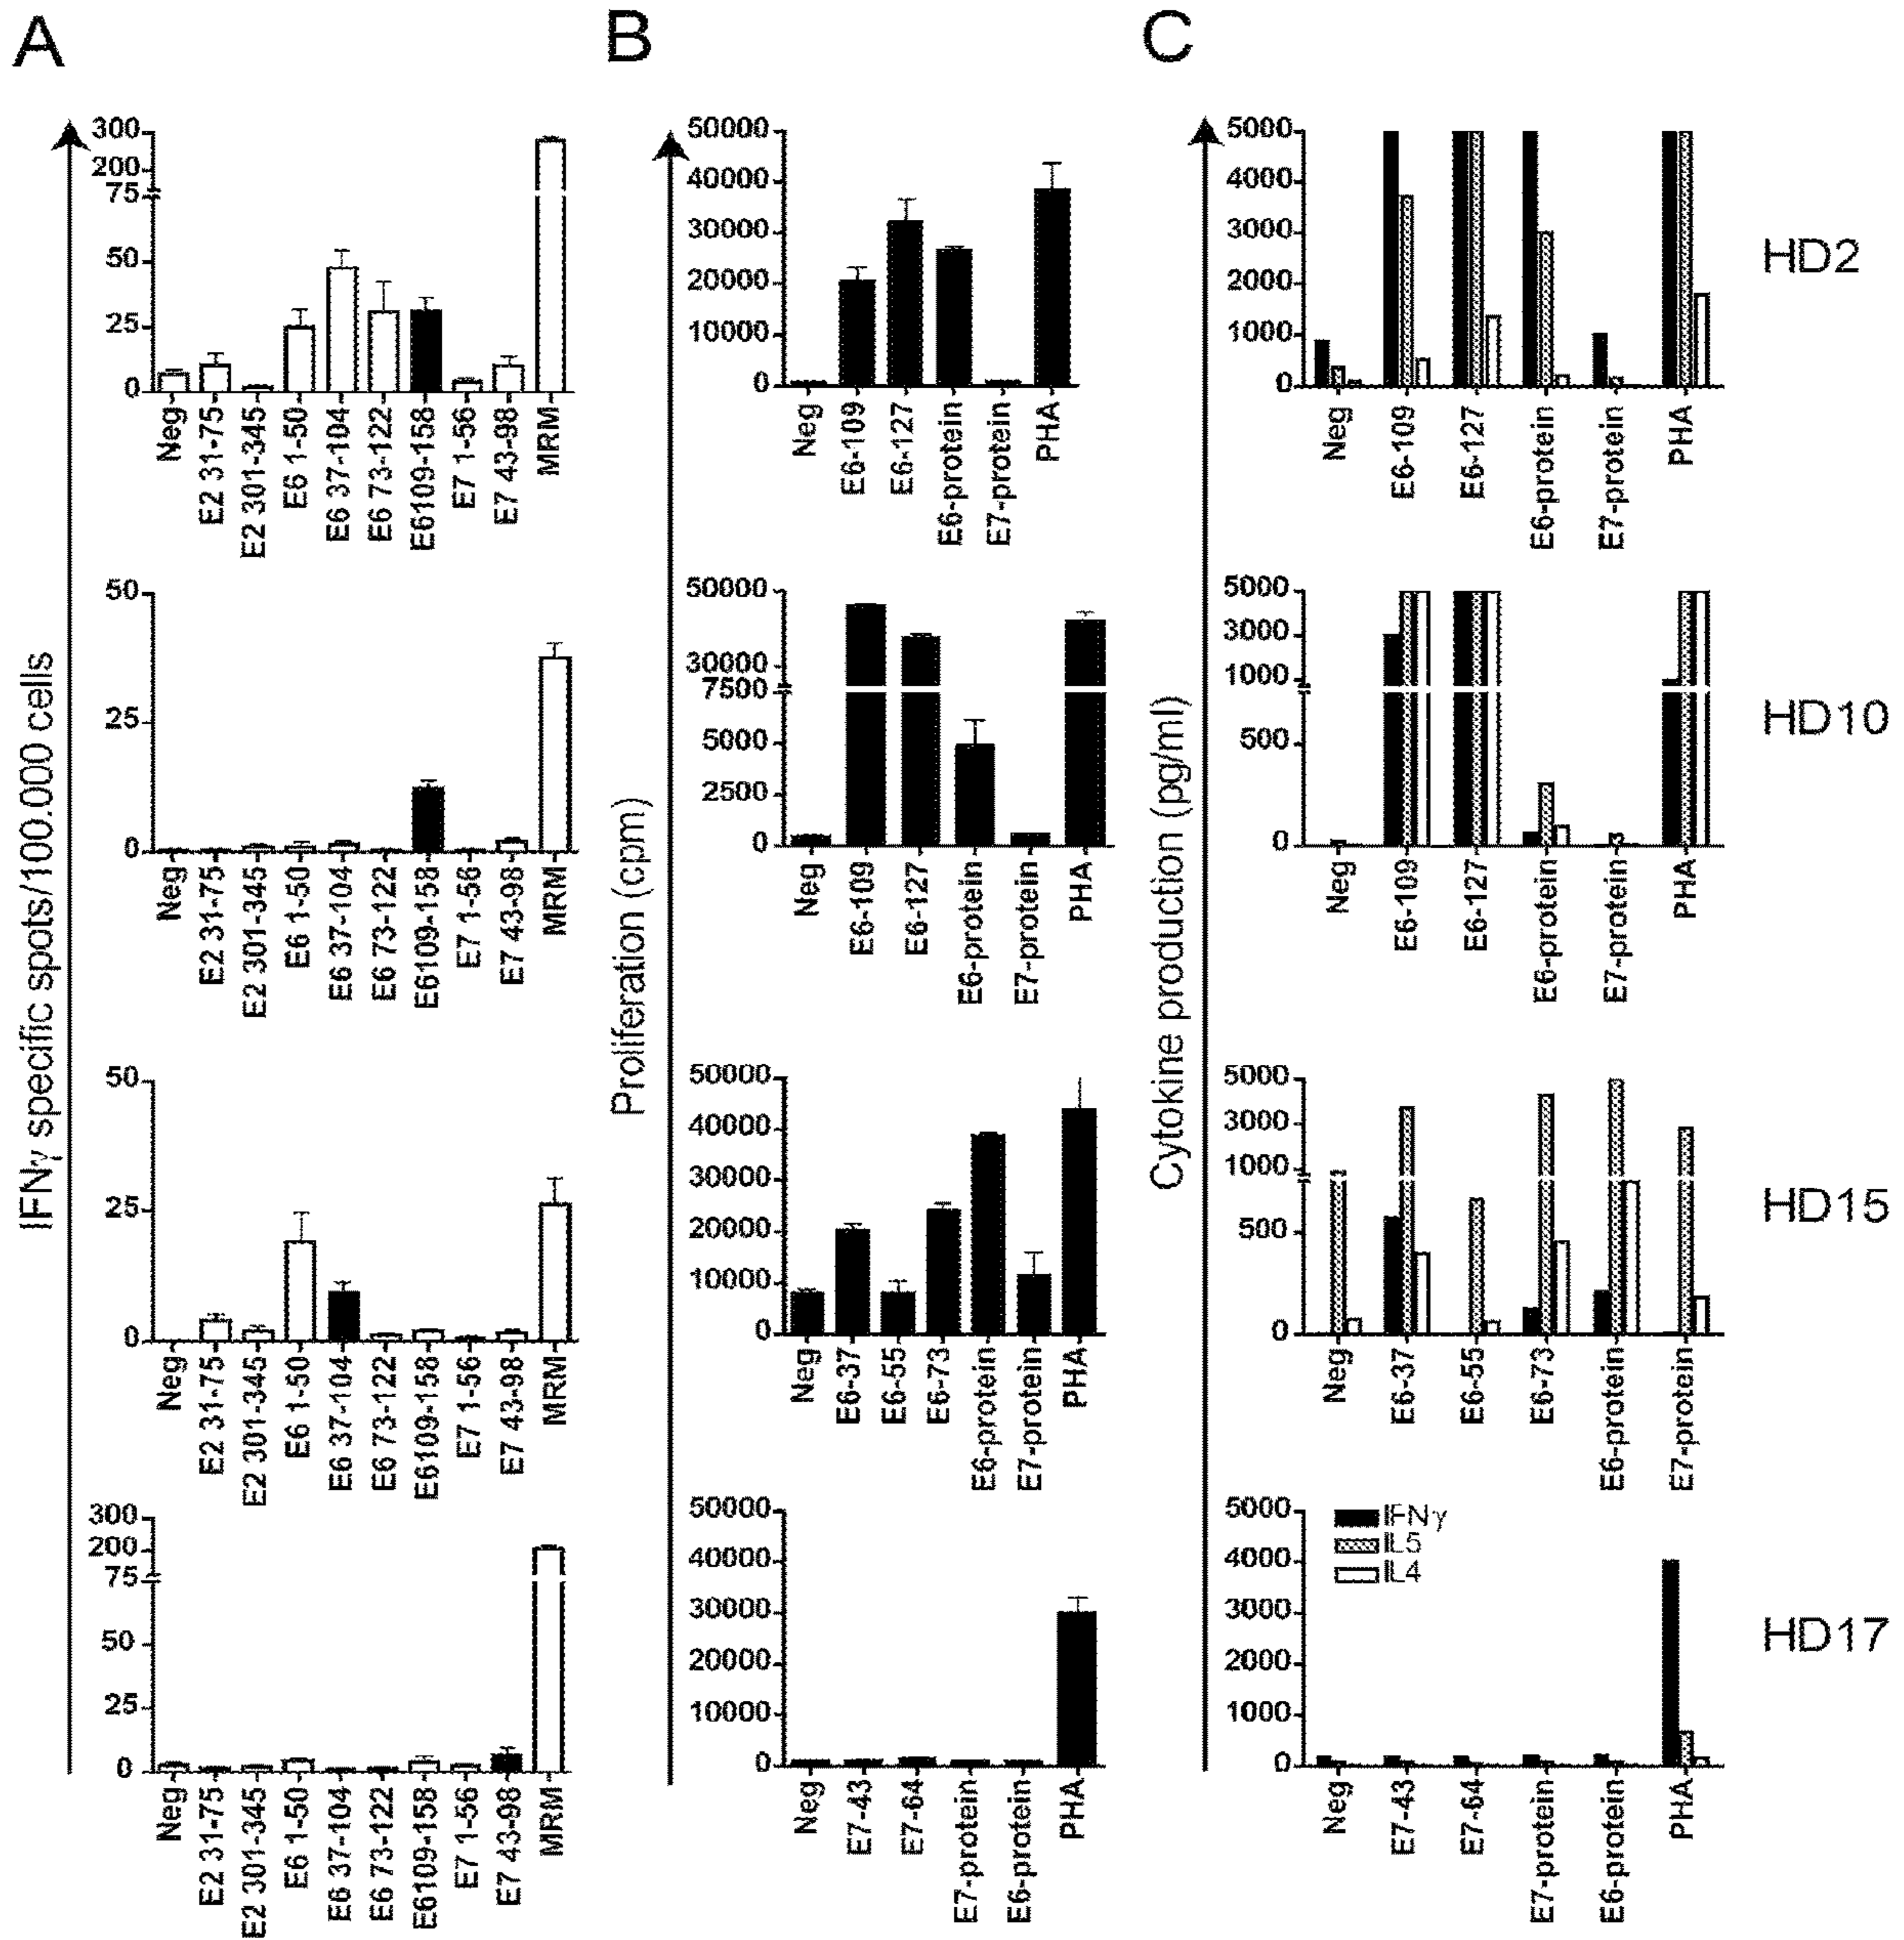 A
B
C
IFNγ specific spots/100.000 cells
Proliferation (cpm)
Cytokine production (pg/ml)
300
200
75
50
25
0
Neg
E2 31-75
E2 301-345
E6 1-50
E6 37-104
E6 73-122
E6109-158
E7 1-56
E7 43-98
MRM
50000
40000
30000
20000
10000
0
Neg
E6-109
E6-127
E6-protein
E7-protein
PHA
5000
4000
3000
2000
1000
0
Neg
E6-109
E6-127
E6-protein
E7-protein
PHA
HD2
50
25
0
Neg
E2 31-75
E2 301-345
E6 1-50
E6 37-104
E6 73-122
E6109-158
E7 1-56
E7 43-98
MRM
50000
30000
7500
5000
2500
0
Neg
E6-109
E6-127
E6-protein
E7-protein
PHA
5000
3000
1000
500
0
Neg
E6-109
E6-127
E6-protein
E7-protein
PHA
HD10
50
25
0
Neg
E2 31-75
E2 301-345
E6 1-50
E6 37-104
E6 73-122
E6109-158
E7 1-56
E7 43-98
MRM
50000
40000
30000
20000
10000
0
Neg
E6-37
E6-55
E6-73
E6-protein
E7-protein
PHA
5000
3000
1000
500
0
Neg
E6-37
E6-55
E6-73
E6-protein
E7-protein
HD15
300
200
75
50
25
0
Neg
E2 31-75
E2 301-345
E6 1-50
E6 37-104
E6 73-122
E6109-158
E7 1-56
E7 43-98
MRM
50000
40000
30000
20000
10000
0
Neg
E7-43
E7-64
E7-protein
E6-protein
PHA
5000
4000
3000
2000
1000
0
IFNγ
IL5
IL4
Neg
E7-43
E7-64
E7-protein
E6-protein
PHA
HD17